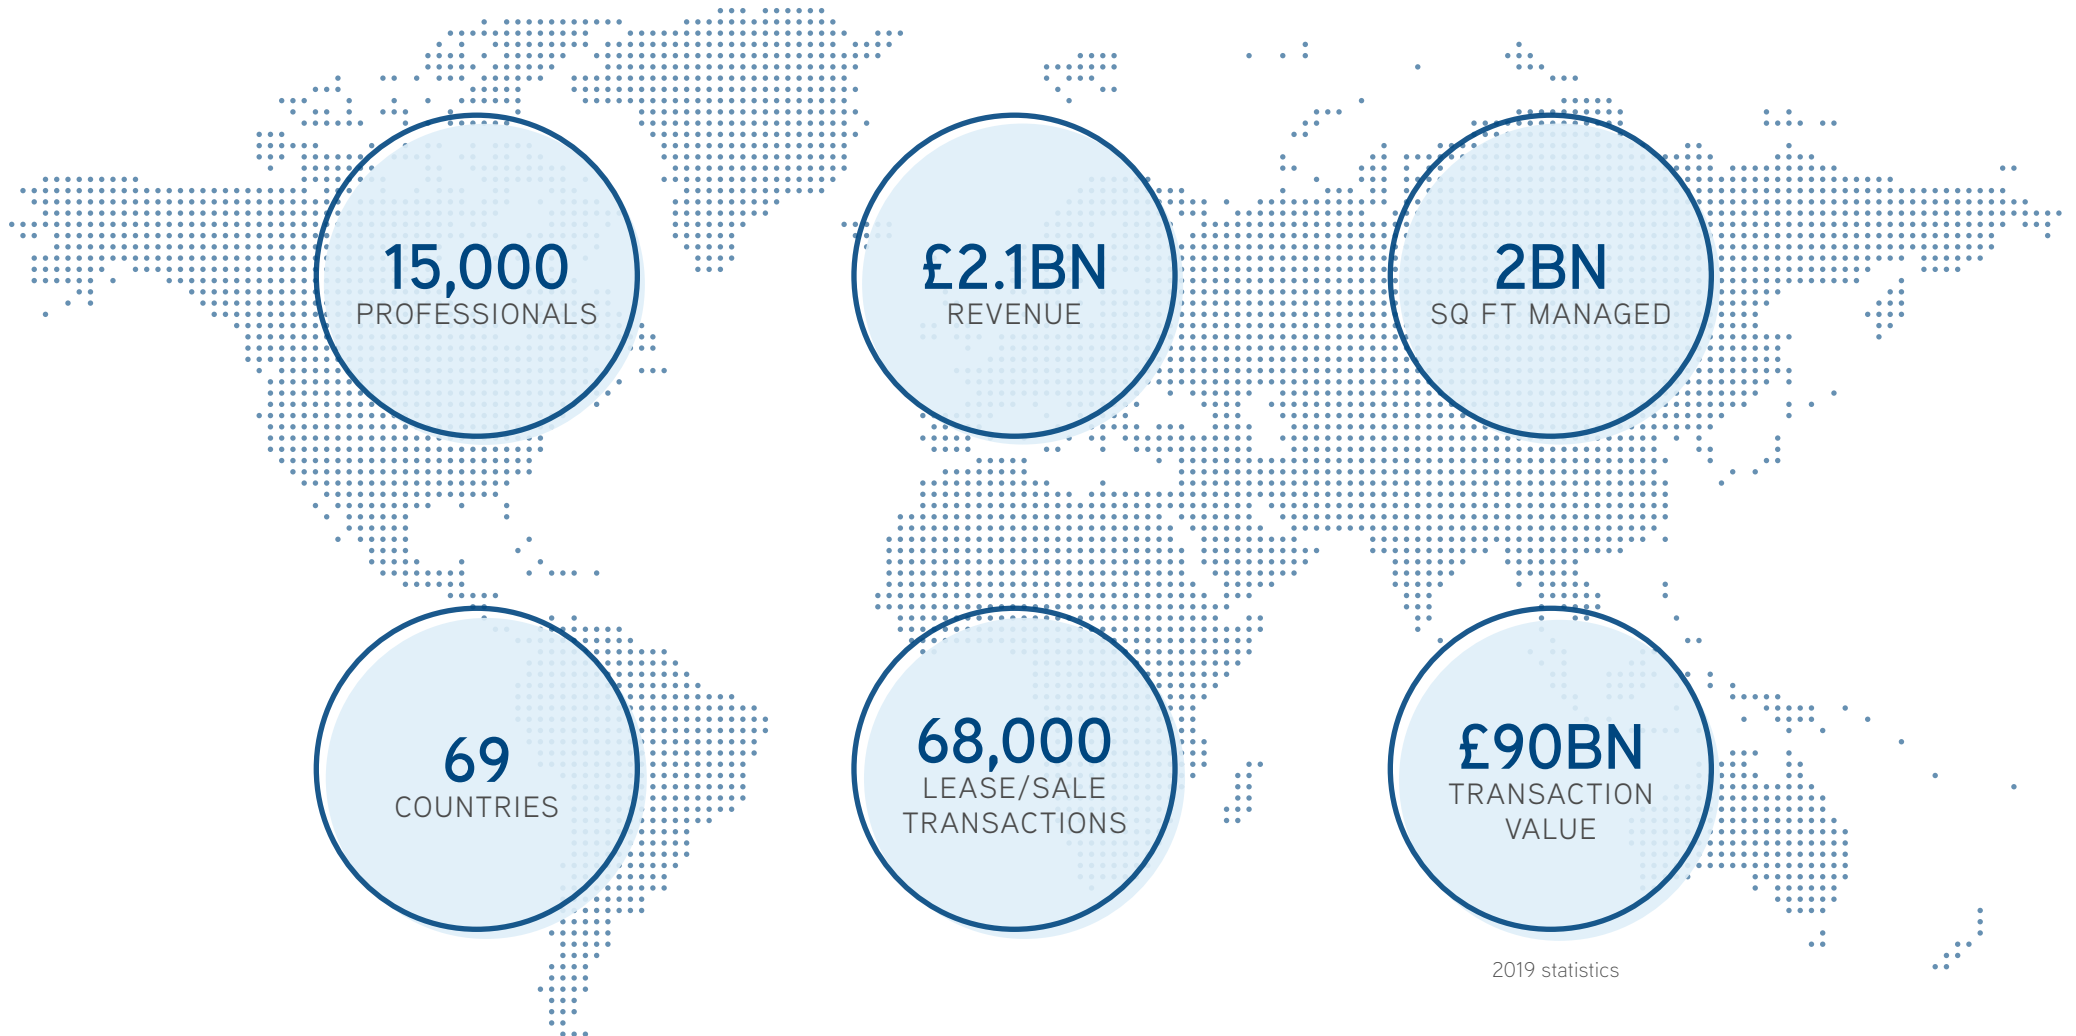 15,000
PROFESSIONALS
£2.1BN
REVENUE
2BN
SQ FT MANAGED
69
COUNTRIES
68,000
LEASE/SALE
TRANSACTIONS
£90BN
TRANSACTION
VALUE
2019 statistics